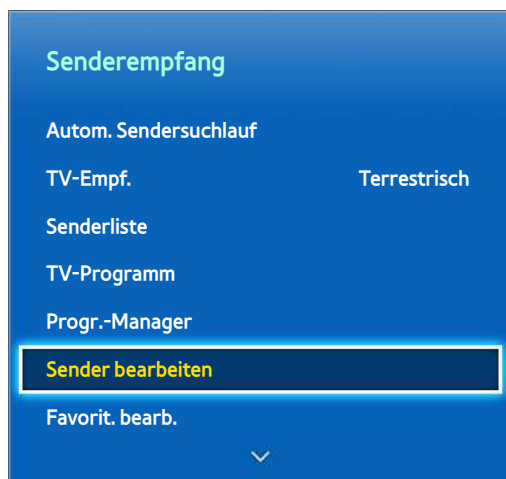 Senderempfang
Autom. Sendersuchlauf
TV-Empf. Terrestrisch
Senderliste
TV-Programm
Progr.-Manager
Sender bearbeiten
Favorit. bearb.